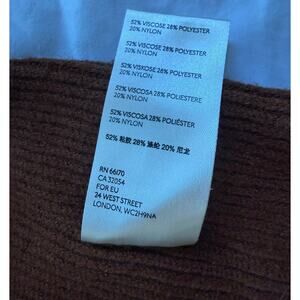 52% VISCOSE 28% POLYESTER
20% NYLON
52% VISCOSE 28% POLYESTER
20% NYLON
52% VISKOSE 28% POLYESTER
20% NYLON
52% VISCOSA 28% POLIESTERE
20% NYLON
52% VISCOSA 28% POLIÉSTER
20% NYLON
52% 粘胶 28% 涤纶 20% 尼龙
RN 66170
CA 32054
FOR EU
24 WEST STREET
LONDON, WC2H9NA